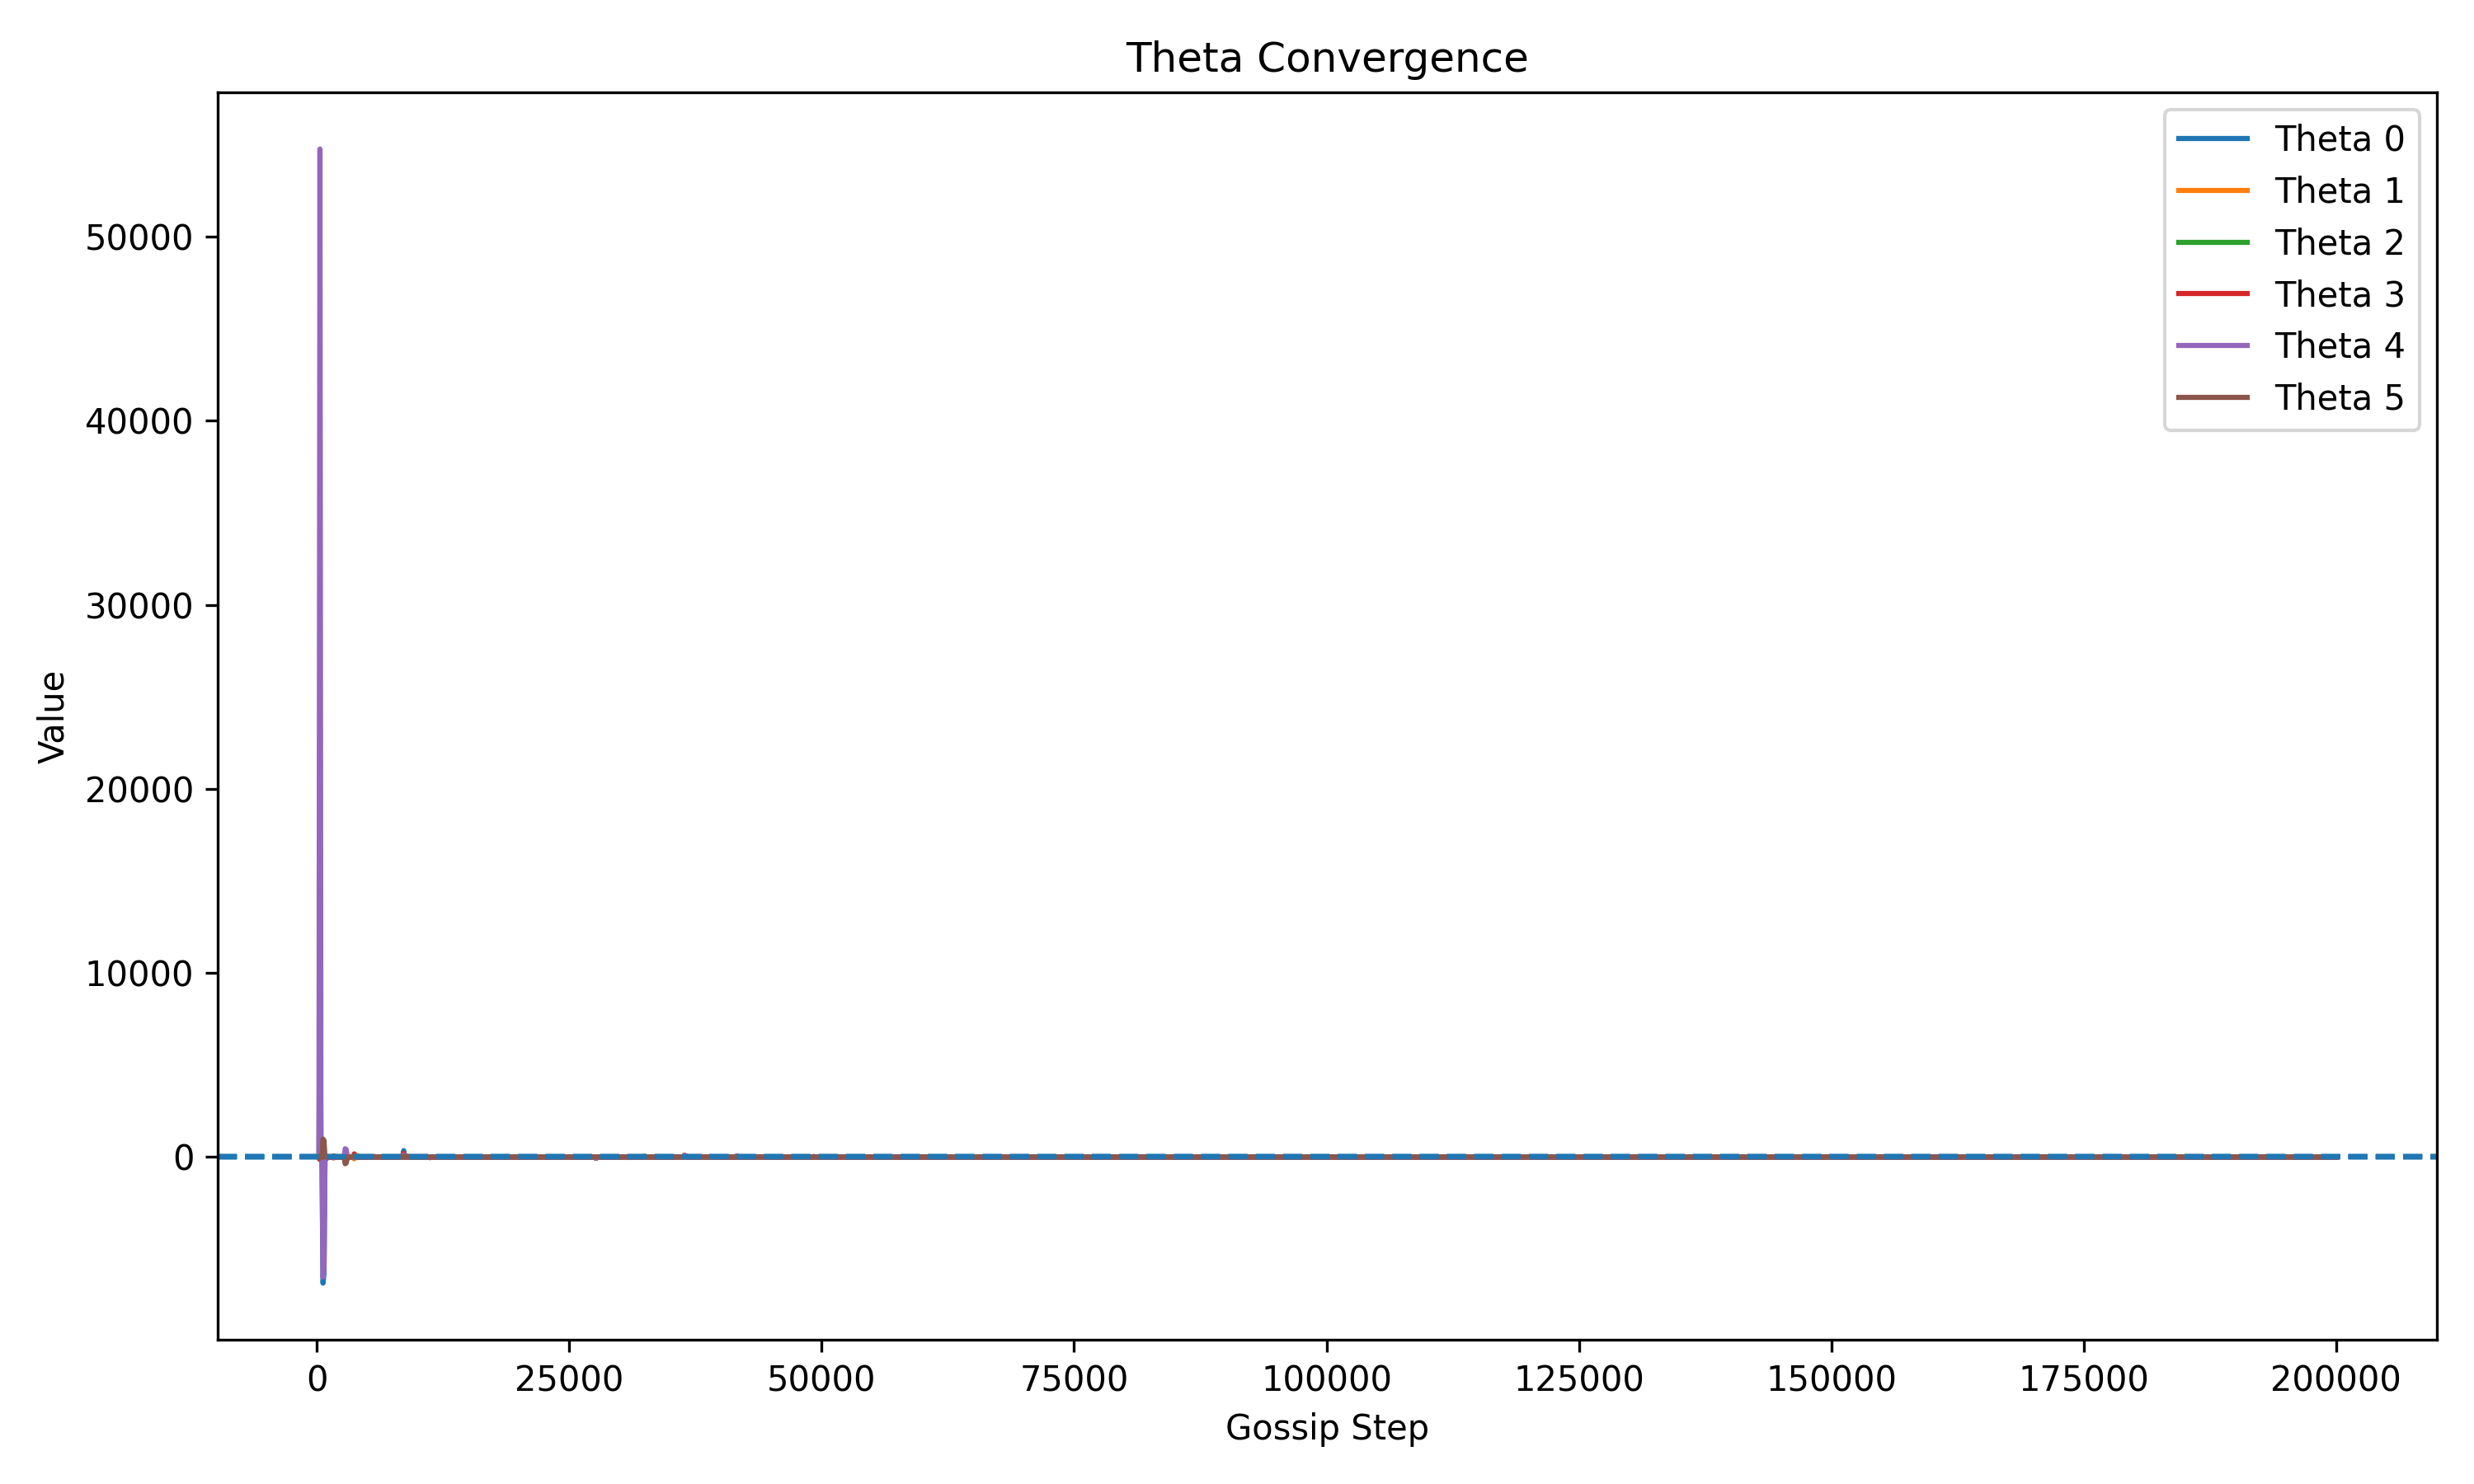 Theta Convergence
Theta 0
Theta 1
Theta 2
Theta 3
Theta 4
Theta 5
50000
40000
30000
20000
10000
0
Value
0 25000 50000 75000 100000 125000 150000 175000 200000
Gossip Step